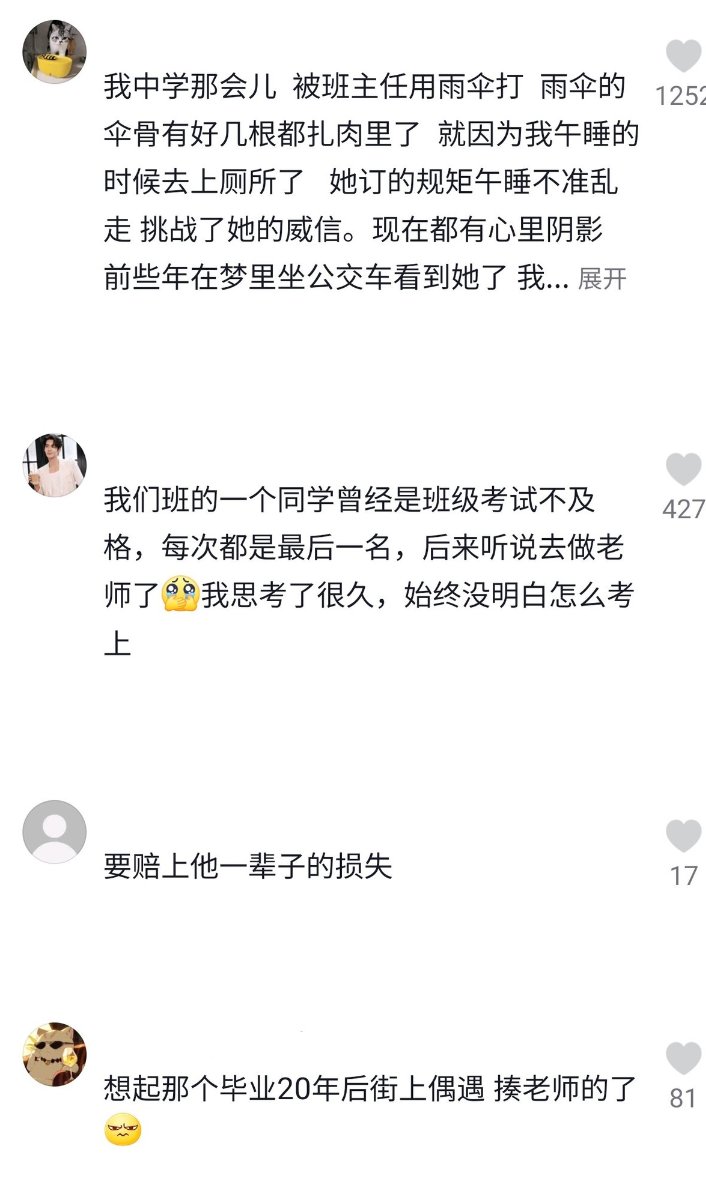 我中学那会儿 被班主任用雨伞打 雨伞的
1252
伞骨有好几根都扎肉里了 就因为我午睡的
时候去上厕所了 她订的规矩午睡不准乱
走 挑战了她的威信。现在都有心里阴影
前些年在梦里坐公交车看到她了 我... 展开
我们班的一个同学曾经是班级考试不及
427
格，每次都是最后一名，后来听说去做老
师了🥹我思考了很久，始终没明白怎么考
上
要赔上他一辈子的损失
17
想起那个毕业20年后街上偶遇 揍老师的了
81